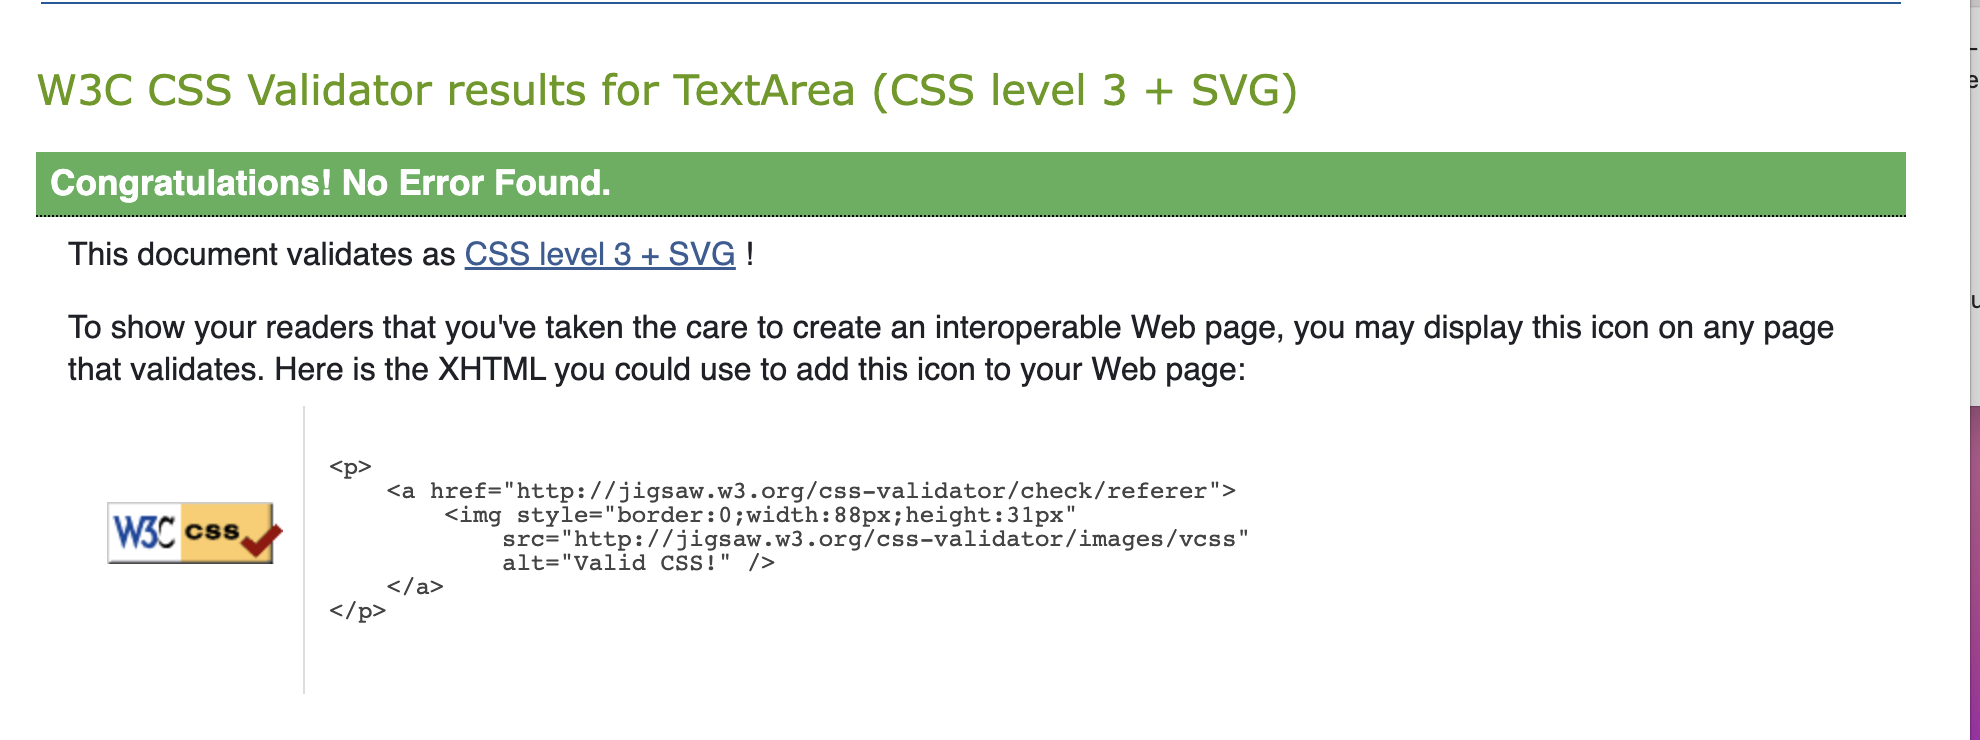 W3C CSS Validator results for TextArea (CSS level 3 + SVG)
Congratulations! No Error Found.
This document validates as CSS level 3 + SVG !
To show your readers that you've taken the care to create an interoperable Web page, you may display this icon on any page
that validates. Here is the XHTML you could use to add this icon to your Web page:
W3C css
<p>
    <a href="http://jigsaw.w3.org/css-validator/check/referer">
        <img style="border:0;width:88px;height:31px"
            src="http://jigsaw.w3.org/css-validator/images/vcss"
            alt="Valid CSS!" />
    </a>
</p>